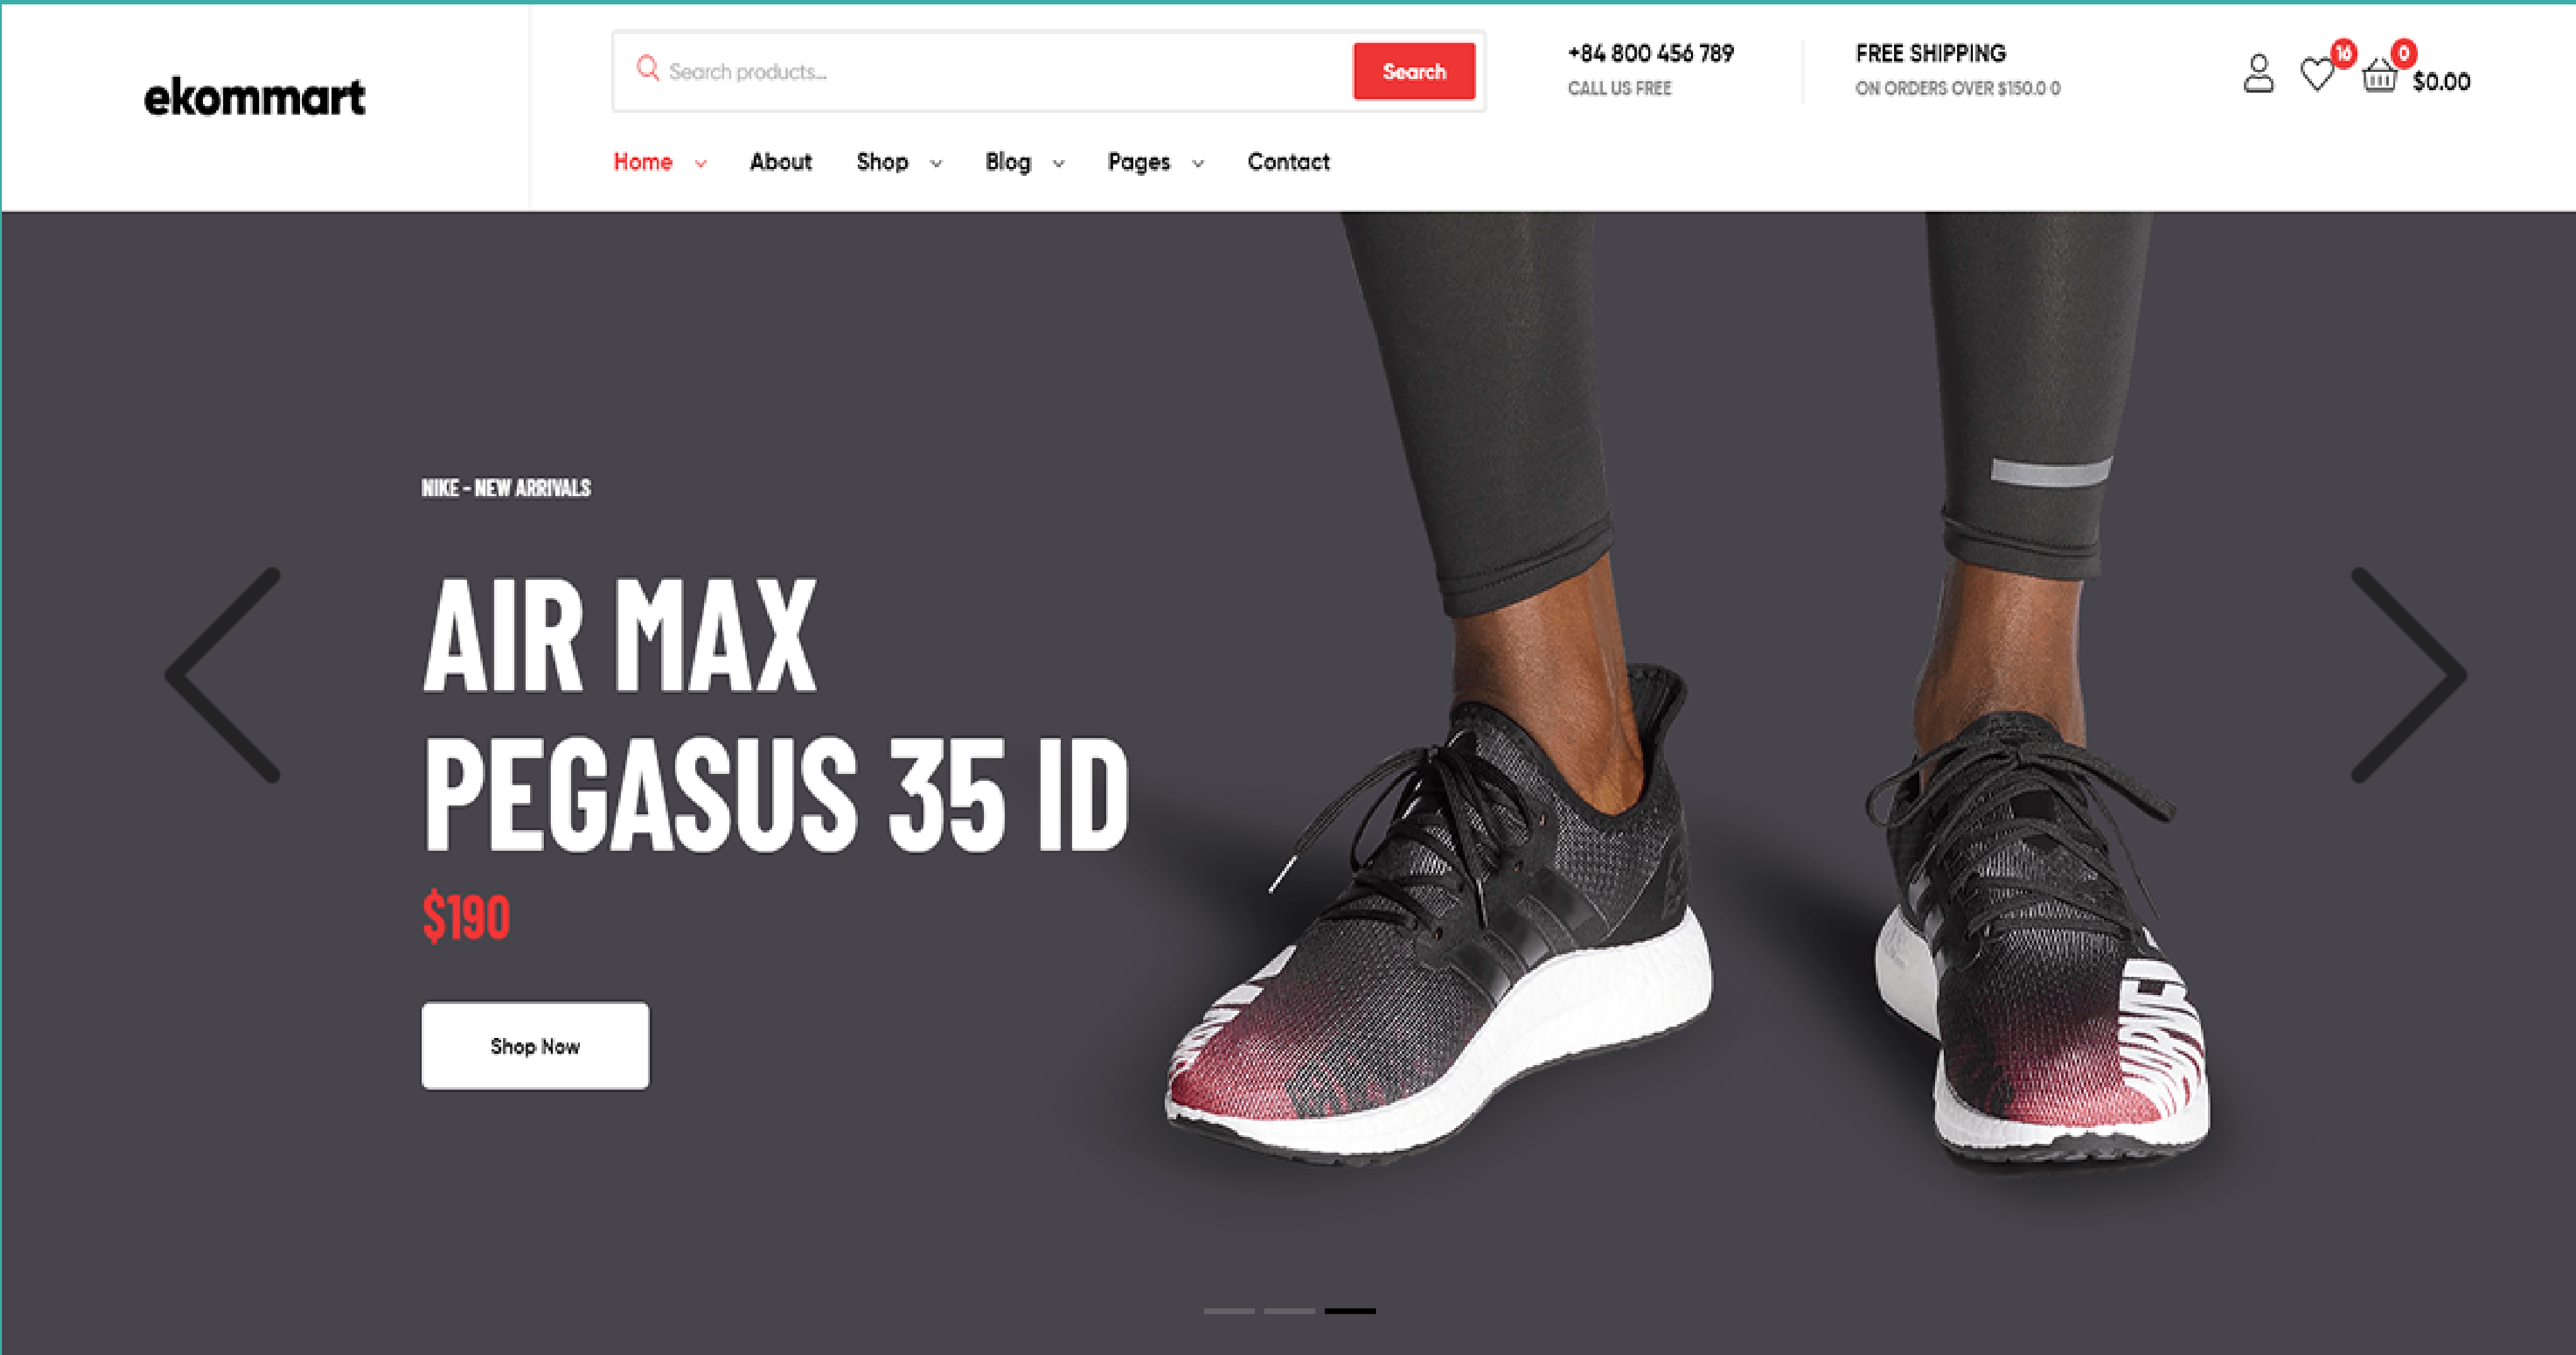 ekommart
Search products...
Search
+84 800 456 789
CALL US FREE
FREE SHIPPING
ON ORDERS OVER $150.0 0
16
0
$0.00
Home
About
Shop
Blog
Pages
Contact
NIKE - NEW ARRIVALS
AIR MAX
PEGASUS 35 ID
$190
Shop Now